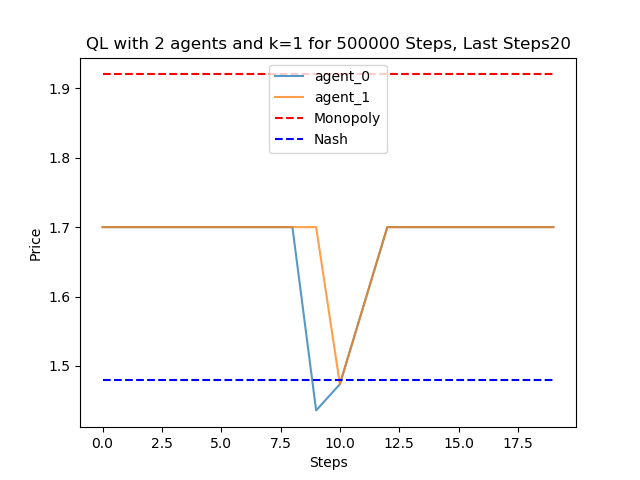 QL with 2 agents and k=1 for 500000 Steps, Last Steps20
agent_0
agent_1
Monopoly
Nash
Price
1.9
1.8
1.7
1.6
1.5
0.0 2.5 5.0 7.5 10.0 12.5 15.0 17.5
Steps